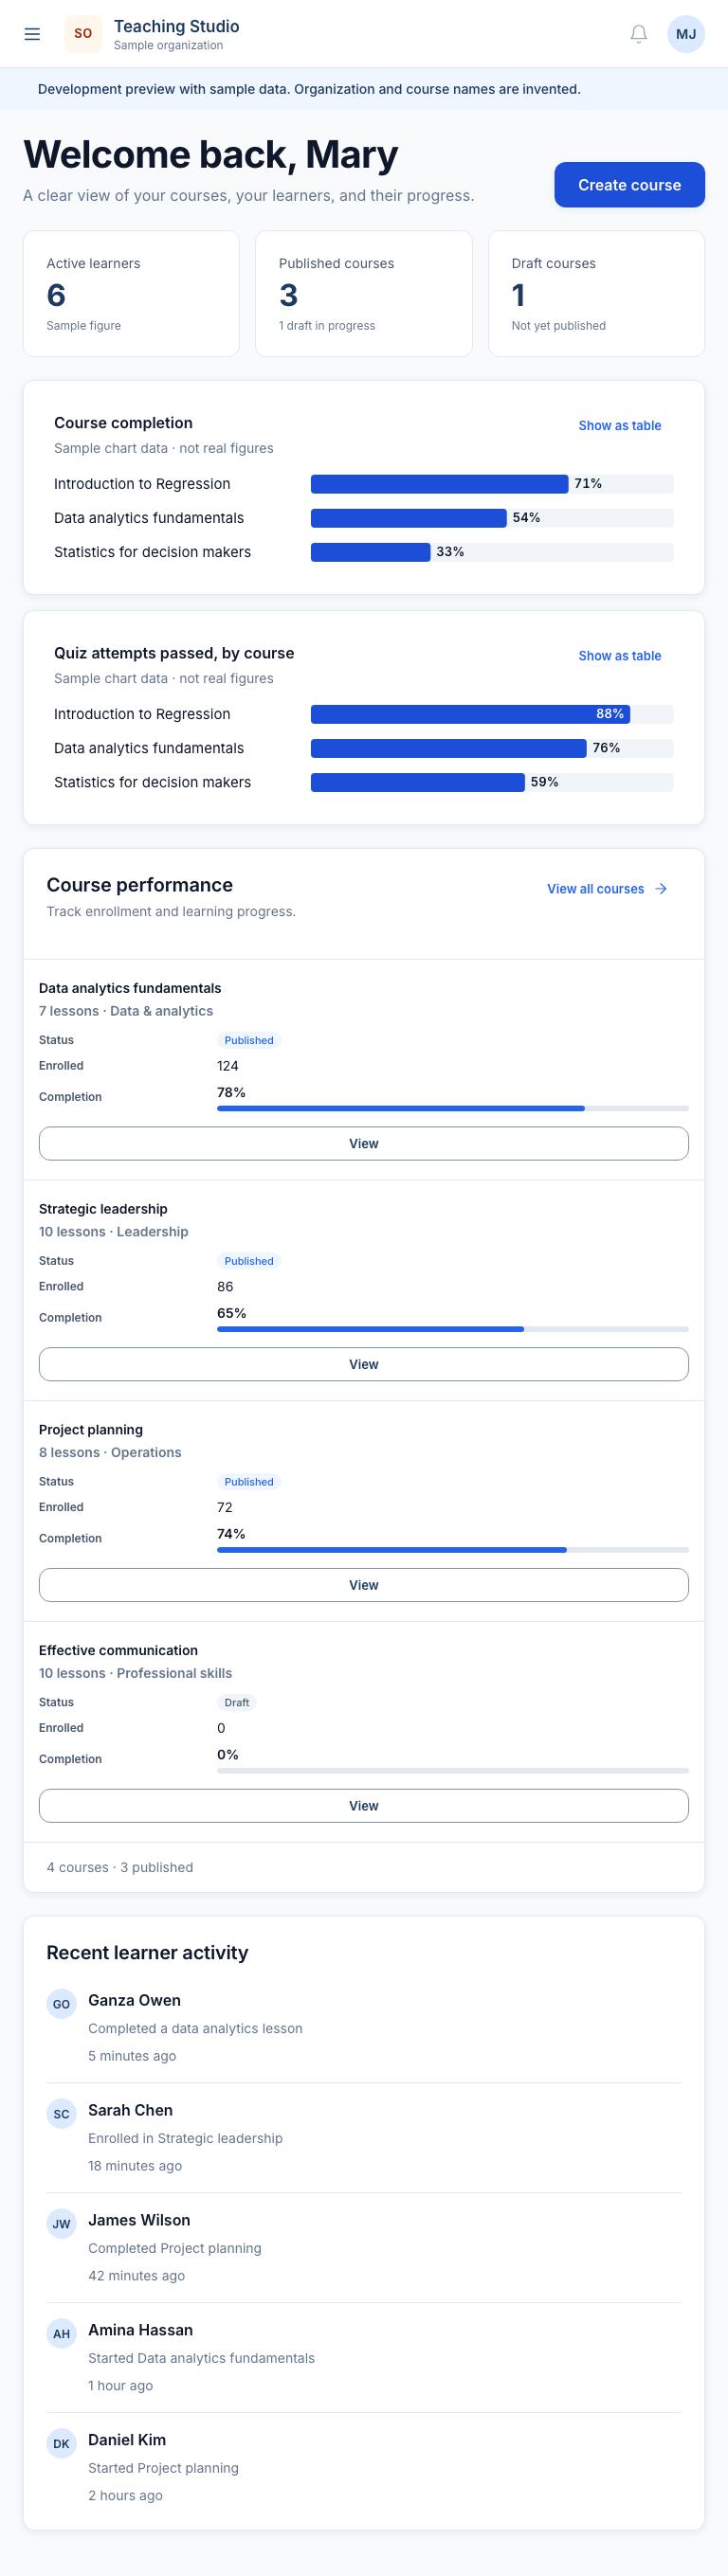 SO
Teaching Studio
Sample organization
MJ
Development preview with sample data. Organization and course names are invented.
Welcome back, Mary
A clear view of your courses, your learners, and their progress.
Create course
Active learners
6
Sample figure
Published courses
3
1 draft in progress
Draft courses
1
Not yet published
Course completion
Show as table
Sample chart data · not real figures
Introduction to Regression 71%
Data analytics fundamentals 54%
Statistics for decision makers 33%
Quiz attempts passed, by course
Show as table
Sample chart data · not real figures
Introduction to Regression 88%
Data analytics fundamentals 76%
Statistics for decision makers 59%
Course performance
View all courses
Track enrollment and learning progress.
Data analytics fundamentals
7 lessons · Data & analytics
Status Published
Enrolled 124
Completion 78%
View
Strategic leadership
10 lessons · Leadership
Status Published
Enrolled 86
Completion 65%
View
Project planning
8 lessons · Operations
Status Published
Enrolled 72
Completion 74%
View
Effective communication
10 lessons · Professional skills
Status Draft
Enrolled 0
Completion 0%
View
4 courses · 3 published
Recent learner activity
GO Ganza Owen
Completed a data analytics lesson
5 minutes ago
SC Sarah Chen
Enrolled in Strategic leadership
18 minutes ago
JW James Wilson
Completed Project planning
42 minutes ago
AH Amina Hassan
Started Data analytics fundamentals
1 hour ago
DK Daniel Kim
Started Project planning
2 hours ago